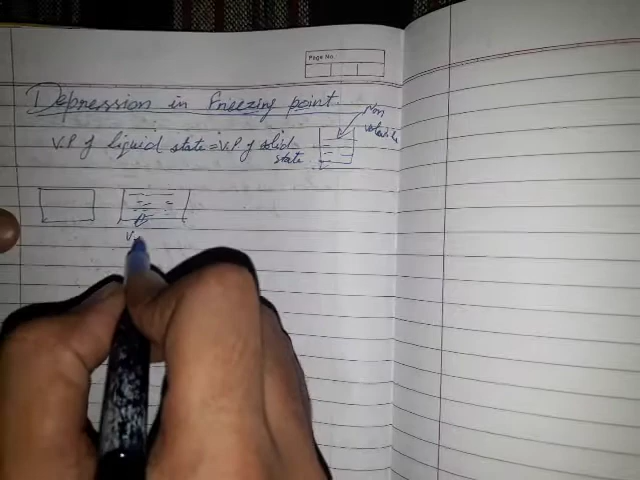 Page No
Depression in Freezing point
V.P of liquid state = V.P of solid state
Non volatile
V